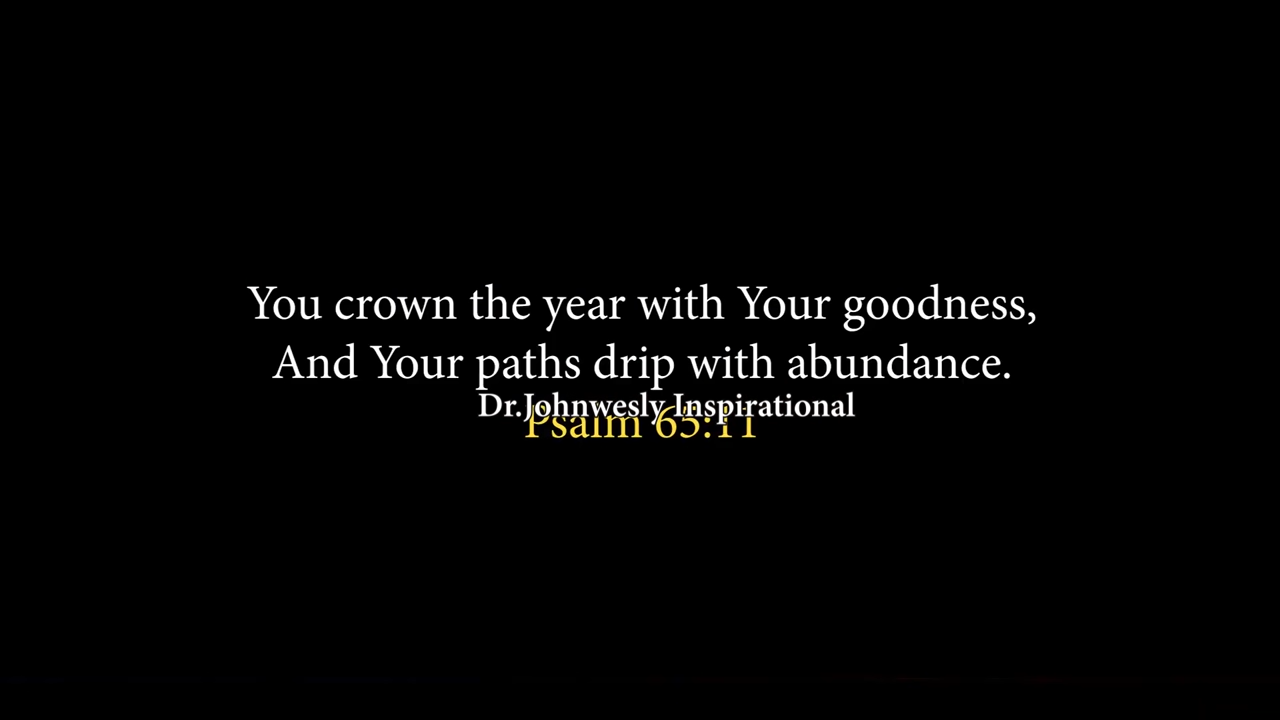 You crown the year with Your goodness,
And Your paths drip with abundance.
Dr.Johnwesly Inspirational
Psalm 65:11